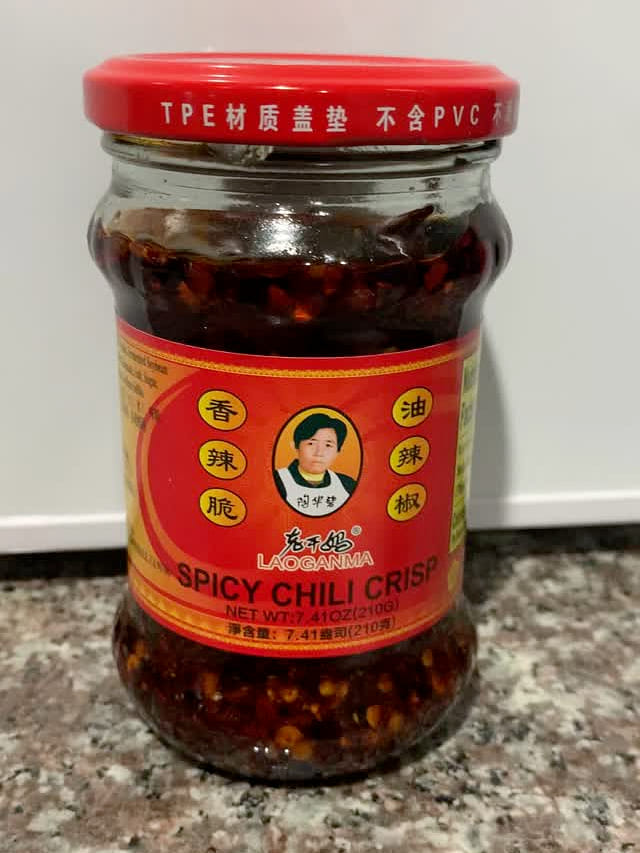 TPE材质盖垫 不含PVC 不
香辣脆
油辣椒
陶华碧
老干妈®
LAOGANMA
SPICY CHILI CRISP
NET WT:7.41OZ(210G)
淨含量: 7.41盎司(210克)